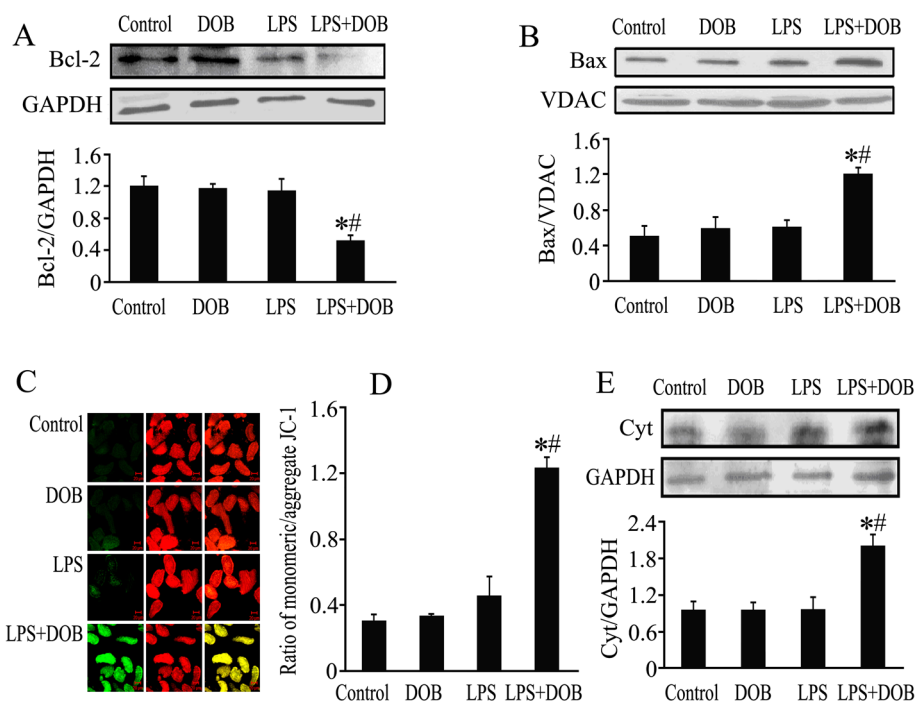 A
Control DOB LPS LPS+DOB
Bcl-2
GAPDH
Bcl-2/GAPDH
1.6
1.2
0.8
0.4
0
Control DOB LPS LPS+DOB
*#
B
Control DOB LPS LPS+DOB
Bax
VDAC
Bax/VDAC
1.6
1.2
0.8
0.4
0
Control DOB LPS LPS+DOB
*#
C
Control
DOB
LPS
LPS+DOB
D
Ratio of monomeric/aggregate JC-1
1.6
1.2
0.8
0.4
0
Control DOB LPS LPS+DOB
*#
E
Control DOB LPS LPS+DOB
Cyt
GAPDH
Cyt/GAPDH
2.4
1.8
1.2
0.6
0
Control DOB LPS LPS+DOB
*#